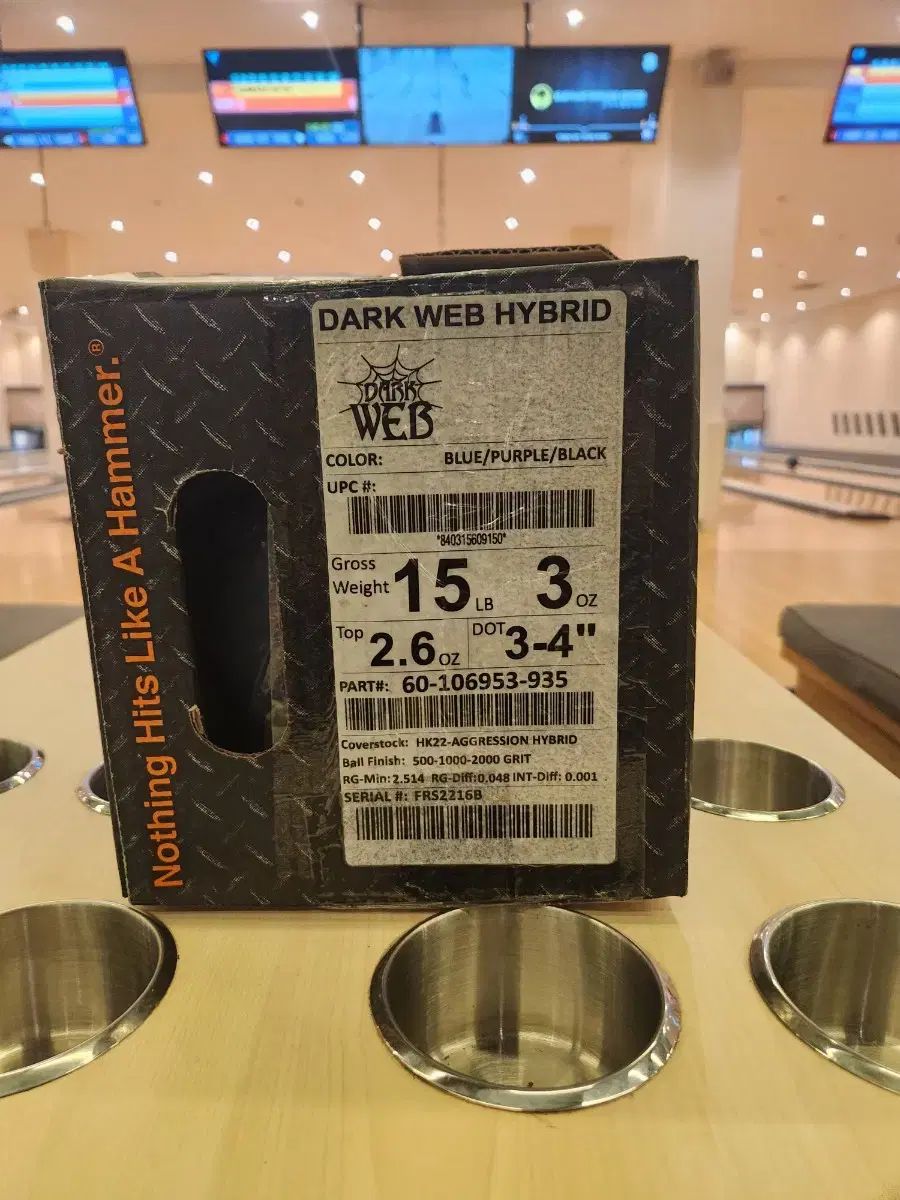 DARK WEB HYBRID
DARK
WEB
COLOR: BLUE/PURPLE/BLACK
UPC #:
*840315609150*
Gross Weight 15 LB 3 OZ
Top 2.6 OZ DOT 3-4"
PART#: 60-106953-935
Coverstock: HK22-AGGRESSION HYBRID
Ball Finish: 500-1000-2000 GRIT
RG-Min:2.514 RG-Diff:0.048 INT-Diff: 0.001
SERIAL #: FRS2216B
Nothing Hits Like A Hammer.®